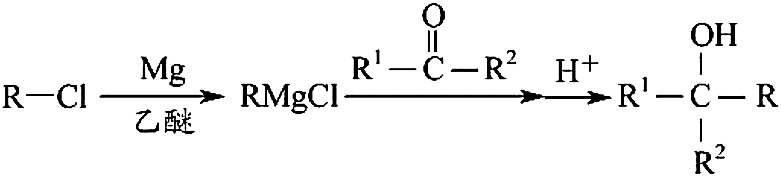 O
OH
R—Cl Mg 乙醚 RMgCl R¹—C—R² H⁺ R¹—C—R
R²